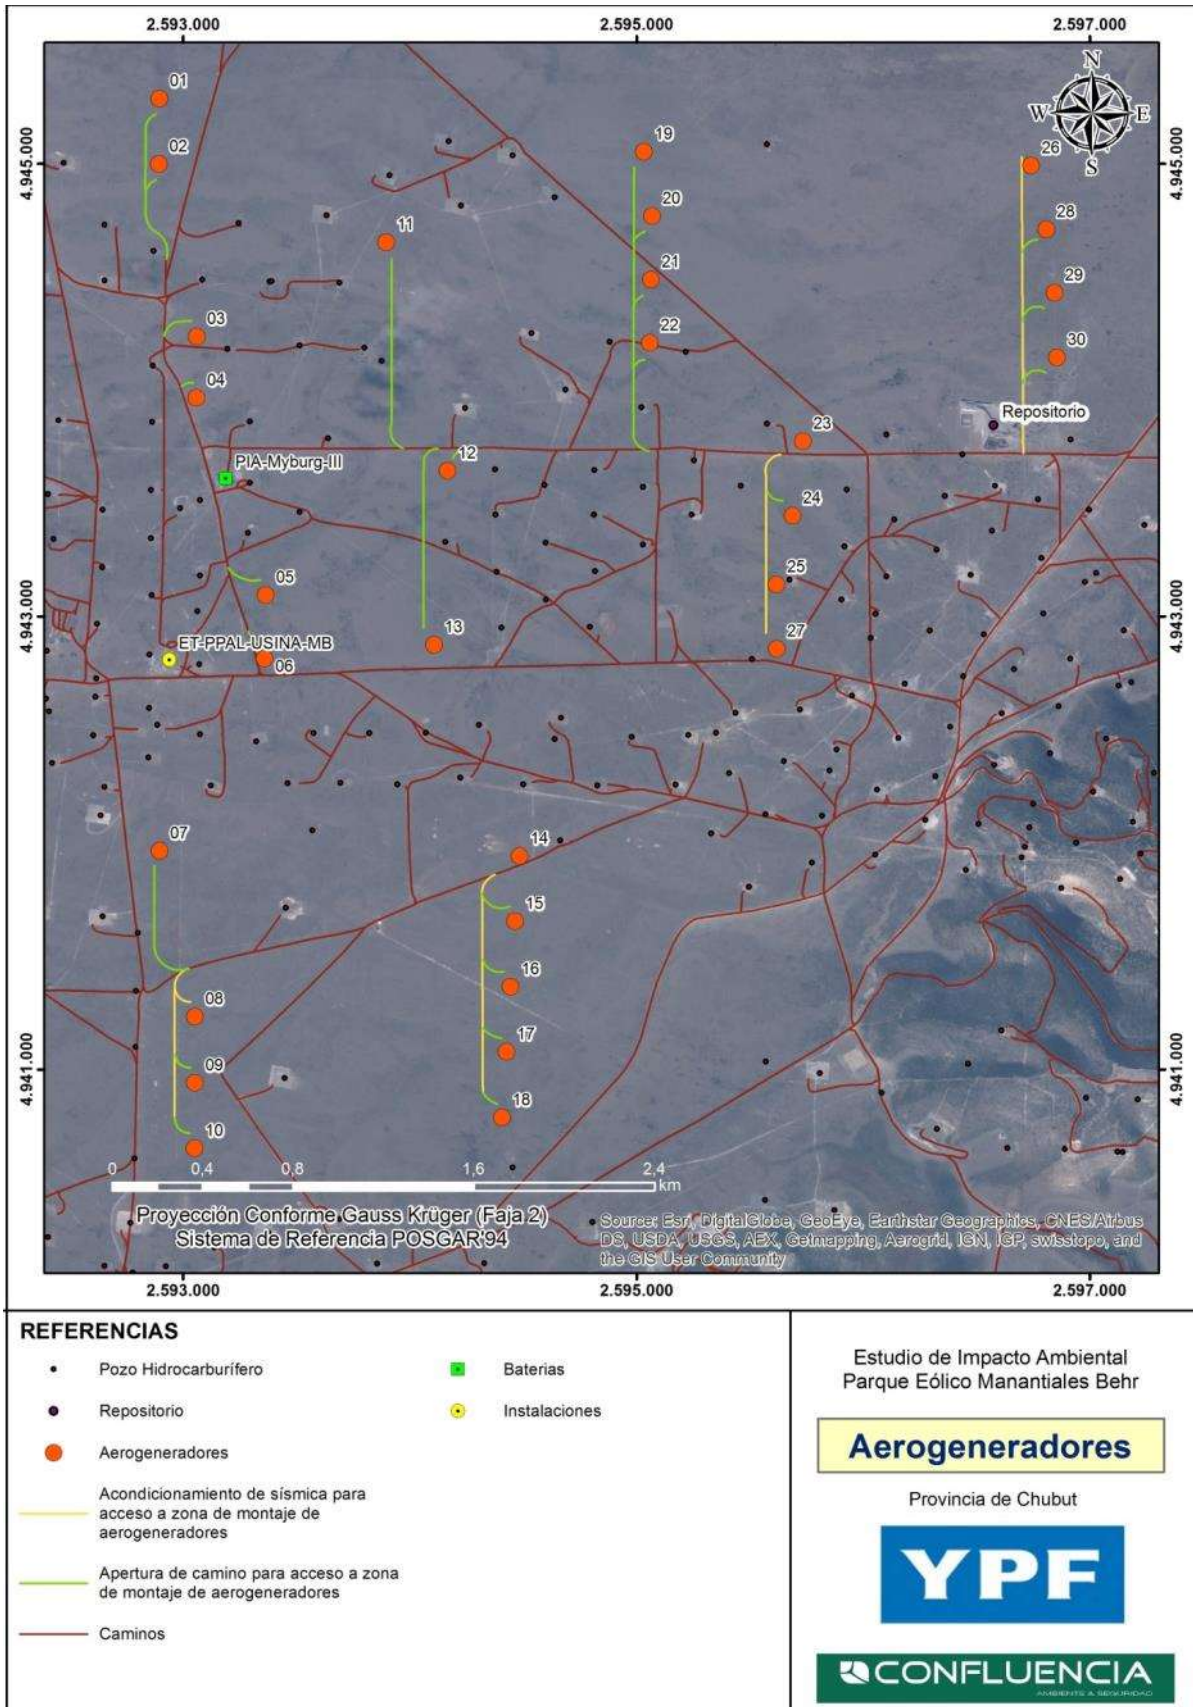 2.593.000
2.595.000
2.597.000
N
W
E
S
4.945.000
4.945.000
01
02
19
26
20
28
11
21
29
03
22
30
04
Repositorio
23
12
PIA-Myburg-III
24
05
25
4.943.000
4.943.000
13
27
ET-PPAL-USINA-MB
06
07
14
15
16
08
17
4.941.000
4.941.000
09
18
10
0
0,4
0,8
1,6
2,4
km
Proyección Conforme Gauss Krüger (Faja 2)
Sistema de Referencia POSGAR'94
Source: Esri, DigitalGlobe, GeoEye, Earthstar Geographics, CNES/Airbus
DS, USDA, USGS, AEX, Getmapping, Aerogrid, IGN, IGP, swisstopo, and
the GIS User Community
2.593.000
2.595.000
2.597.000
REFERENCIAS
Pozo Hidrocarburífero
Repositorio
Aerogeneradores
Acondicionamiento de sísmica para
acceso a zona de montaje de
aerogeneradores
Apertura de camino para acceso a zona
de montaje de aerogeneradores
Caminos
Baterias
Instalaciones
Estudio de Impacto Ambiental
Parque Eólico Manantiales Behr
Aerogeneradores
Provincia de Chubut
YPF
CONFLUENCIA
AMBIENTE & SEGURIDAD